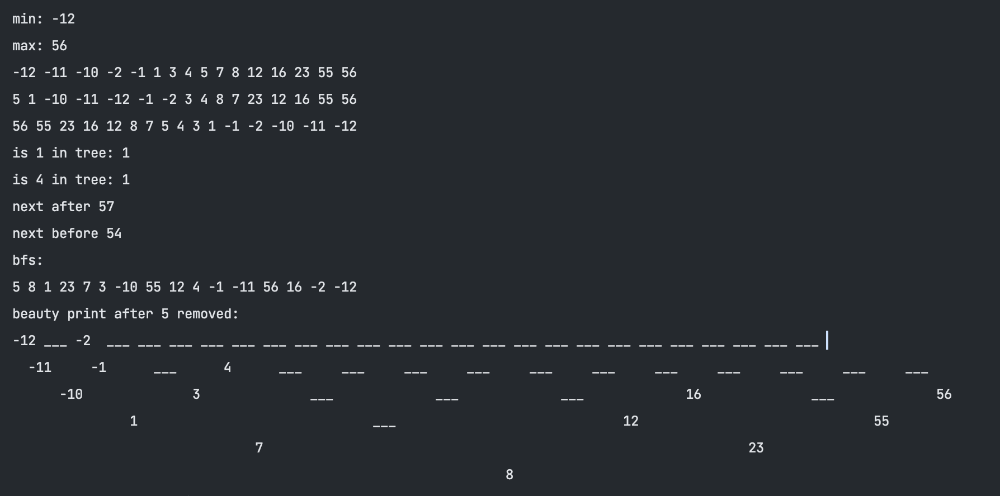 min: -12
max: 56
-12 -11 -10 -2 -1 1 3 4 5 7 8 12 16 23 55 56
5 1 -10 -11 -12 -1 -2 3 4 8 7 23 12 16 55 56
56 55 23 16 12 8 7 5 4 3 1 -1 -2 -10 -11 -12
is 1 in tree: 1
is 4 in tree: 1
next after 57
next before 54
bfs:
5 8 1 23 7 3 -10 55 12 4 -1 -11 56 16 -2 -12
beauty print after 5 removed:
-12 ___ -2  ___ ___ ___ ___ ___ ___ ___ ___ ___ ___ ___ ___ ___ ___ ___ ___ ___ ___ ___ ___ ___ ___ ___
  -11     -1      ___      4      ___     ___     ___     ___     ___     ___     ___     ___     ___     ___     ___
      -10              3              ___             ___             ___             16              ___             56
               1                              ___                             12                              55
                               7                                                              23
                                                               8